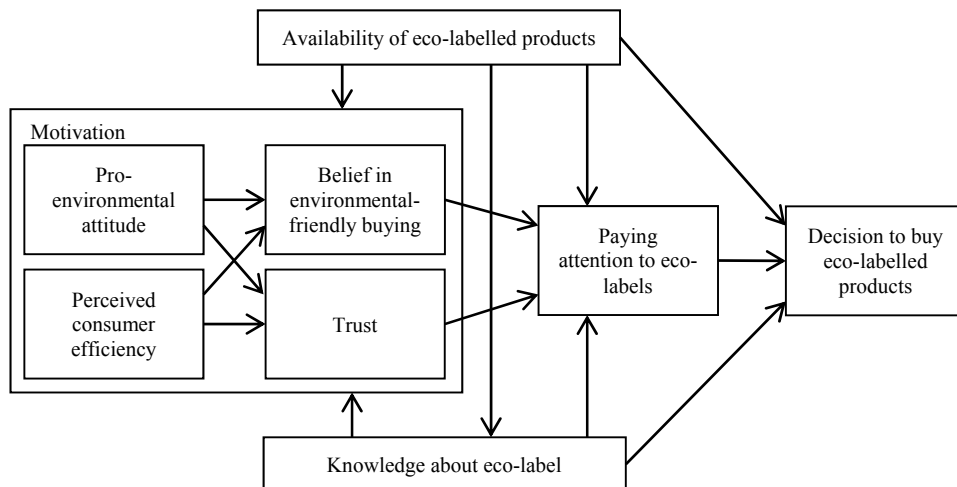 Availability of eco-labelled products
Motivation
Pro-
environmental
attitude
Belief in
environmental-
friendly buying
Perceived
consumer
efficiency
Trust
Paying
attention to eco-
labels
Decision to buy
eco-labelled
products
Knowledge about eco-label